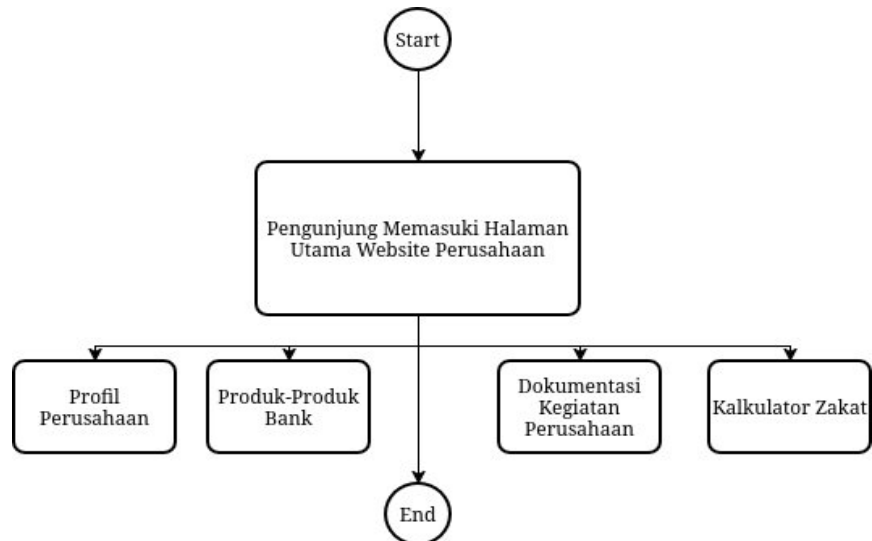 Start
Pengunjung Memasuki Halaman
Utama Website Perusahaan
Profil
Perusahaan
Produk-Produk
Bank
Dokumentasi
Kegiatan
Perusahaan
Kalkulator Zakat
End